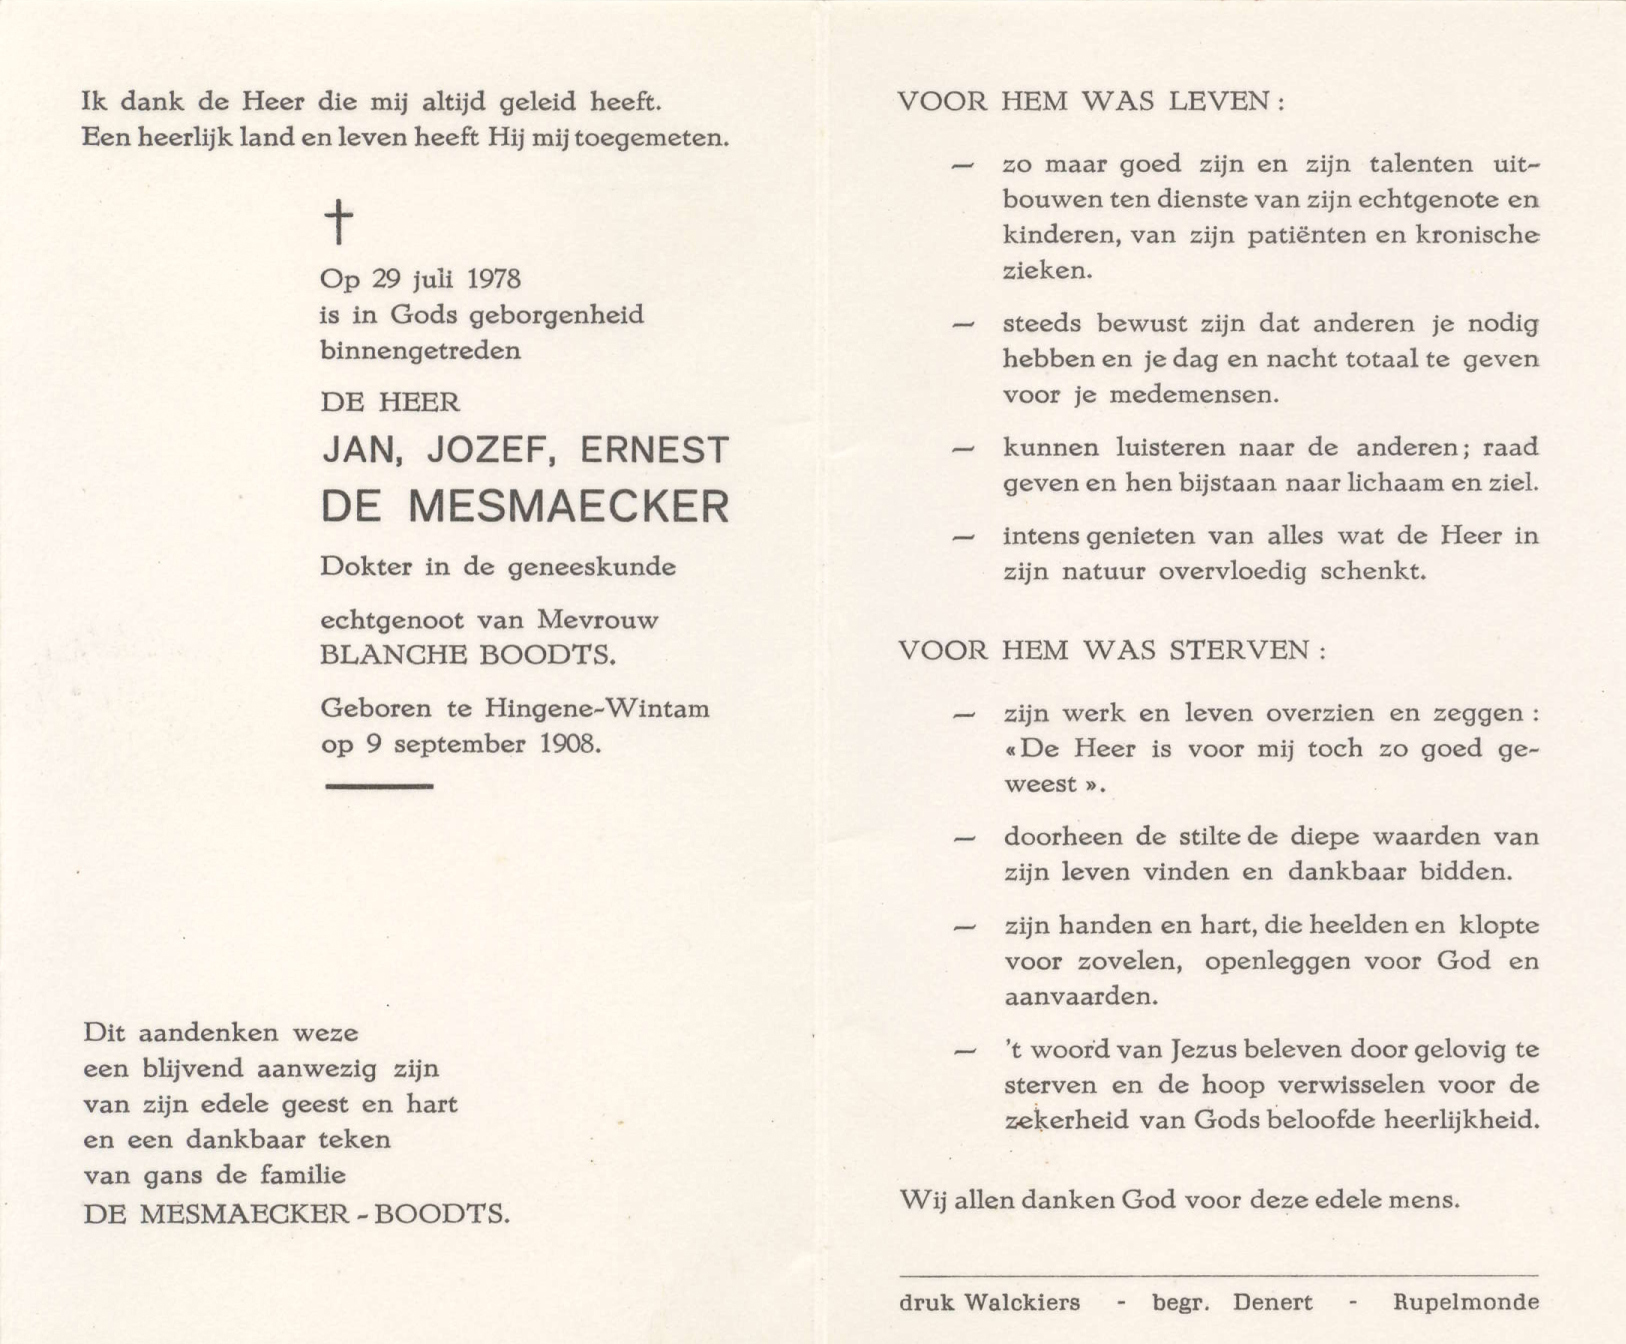 Ik dank de Heer die mij altijd geleid heeft.
Een heerlijk land en leven heeft Hij mij toegemeten.
Op 29 juli 1978
is in Gods geborgenheid
binnengetreden
DE HEER
JAN, JOZEF, ERNEST
DE MESMAECKER
Dokter in de geneeskunde
echtgenoot van Mevrouw
BLANCHE BOODTS.
Geboren te Hingene-Wintam
op 9 september 1908.
Dit aandenken weze
een blijvend aanwezig zijn
van zijn edele geest en hart
en een dankbaar teken
van gans de familie
DE MESMAECKER - BOODTS.
VOOR HEM WAS LEVEN :
— zo maar goed zijn en zijn talenten uit-
bouwen ten dienste van zijn echtgenote en
kinderen, van zijn patiënten en kronische
zieken.
— steeds bewust zijn dat anderen je nodig
hebben en je dag en nacht totaal te geven
voor je medemensen.
— kunnen luisteren naar de anderen; raad
geven en hen bijstaan naar lichaam en ziel.
— intens genieten van alles wat de Heer in
zijn natuur overvloedig schenkt.
VOOR HEM WAS STERVEN :
— zijn werk en leven overzien en zeggen :
«De Heer is voor mij toch zo goed ge-
weest ».
— doorheen de stilte de diepe waarden van
zijn leven vinden en dankbaar bidden.
— zijn handen en hart, die heelden en klopte
voor zovelen, openleggen voor God en
aanvaarden.
— 't woord van Jezus beleven door gelovig te
sterven en de hoop verwisselen voor de
zekerheid van Gods beloofde heerlijkheid.
Wij allen danken God voor deze edele mens.
druk Walckiers - begr. Denert - Rupelmonde